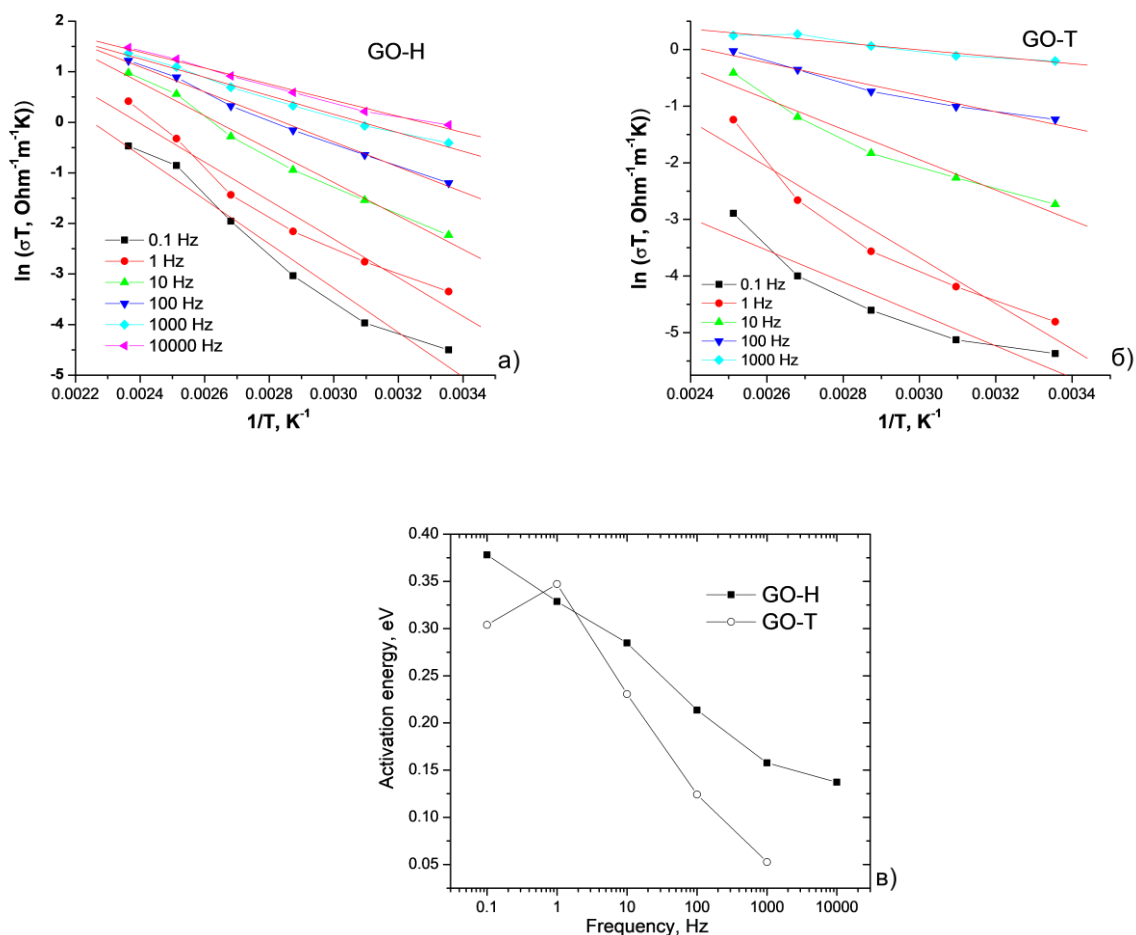 GO-H
2
1
0
-1
-2
-3
-4
-5
ln (σT, Ohm⁻¹m⁻¹K))
0.1 Hz
1 Hz
10 Hz
100 Hz
1000 Hz
10000 Hz
а)
0.0022 0.0024 0.0026 0.0028 0.0030 0.0032 0.0034
1/T, K⁻¹
GO-T
0
-1
-2
-3
-4
-5
ln (σT, Ohm⁻¹m⁻¹K))
0.1 Hz
1 Hz
10 Hz
100 Hz
1000 Hz
б)
0.0024 0.0026 0.0028 0.0030 0.0032 0.0034
1/T, K⁻¹
0.40
0.35
0.30
0.25
0.20
0.15
0.10
0.05
Activation energy, eV
GO-H
GO-T
в)
0.1 1 10 100 1000 10000
Frequency, Hz